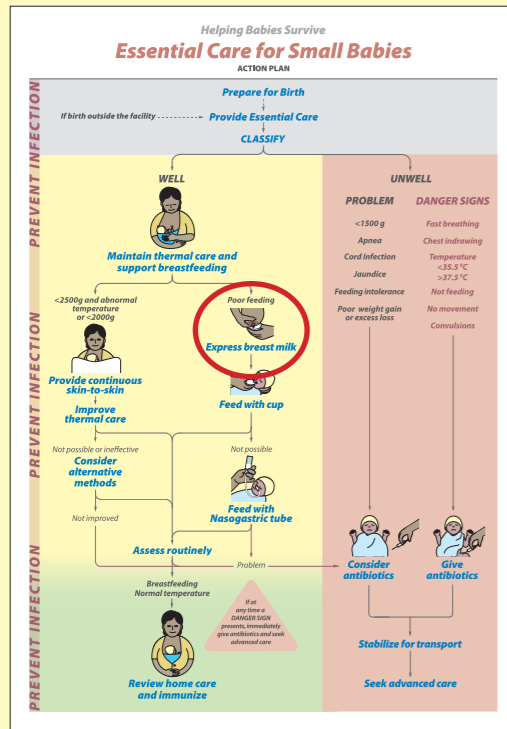 Helping Babies Survive
Essential Care for Small Babies
ACTION PLAN
PREVENT INFECTION
PREVENT INFECTION
PREVENT INFECTION
Prepare for Birth
If birth outside the facility
Provide Essential Care
CLASSIFY
WELL
Maintain thermal care and
support breastfeeding
<2500g and abnormal
temperature
or <2000g
Provide continuous
skin-to-skin
Improve
thermal care
Not possible or ineffective
Consider
alternative
methods
Not improved
Poor feeding
Express breast milk
Feed with cup
Not possible
Feed with
Nasogastric tube
Assess routinely
Problem
Breastfeeding
Normal temperature
Review home care
and immunize
If at
any time a
DANGER SIGN
presents, immediately
give antibiotics and seek
advanced care
UNWELL
PROBLEM
<1500 g
Apnea
Cord Infection
Jaundice
Feeding intolerance
Poor weight gain
or excess loss
DANGER SIGNS
Fast breathing
Chest indrawing
Temperature
<35.5 °C
>37.5 °C
Not feeding
No movement
Convulsions
Consider
antibiotics
Give
antibiotics
Stabilize for transport
Seek advanced care